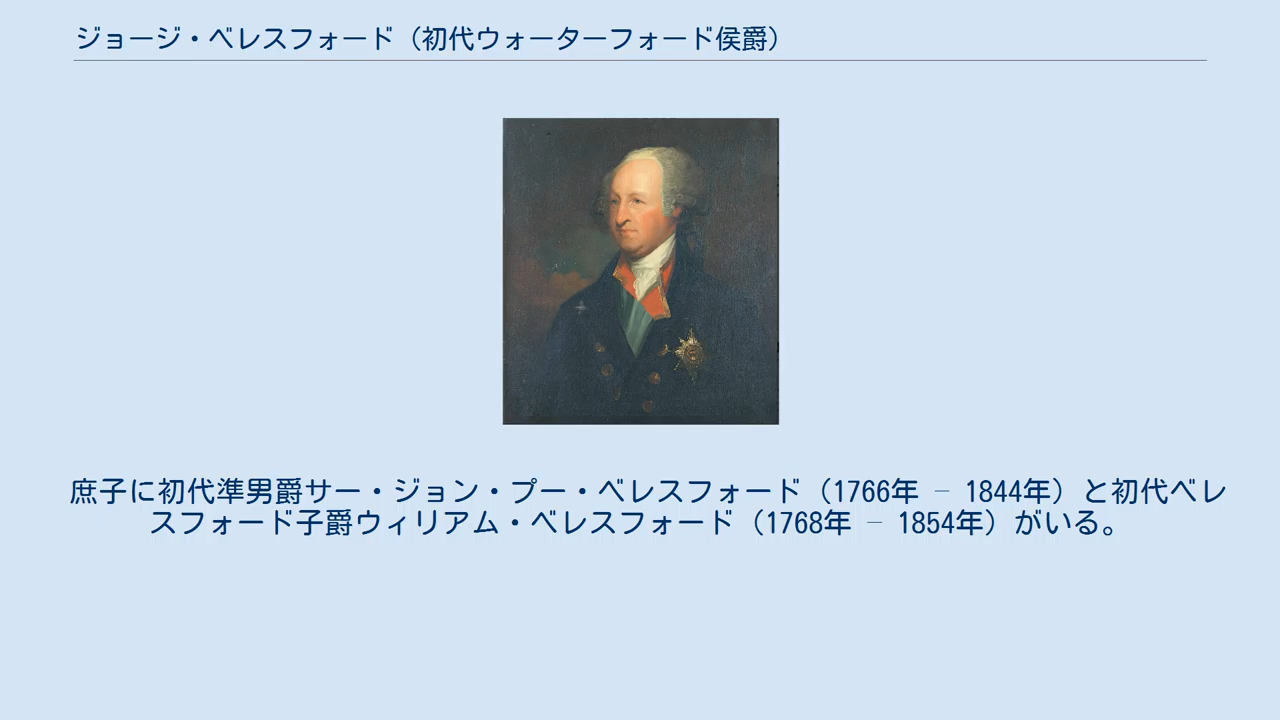 ジョージ・ベレスフォード（初代ウォーターフォード侯爵）
庶子に初代準男爵サー・ジョン・プー・ベレスフォード（1766年 – 1844年）と初代ベレ
スフォード子爵ウィリアム・ベレスフォード（1768年 – 1854年）がいる。